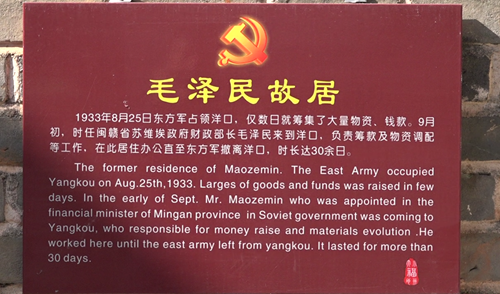 毛泽民故居
1933年8月25日东方军占领洋口，仅数日就筹集了大量物资、钱款。9月
初，时任闽赣省苏维埃政府财政部长毛泽民来到洋口，负责筹款及物资调配
等工作，在此居住办公直至东方军撤离洋口，时长达30余日。
The former residence of Maozemin. The East Army occupied
Yangkou on Aug.25th,1933. Larges of goods and funds was raised in few
days. In the early of Sept. Mr. Maozemin who was appointed in the
financial minister of Mingan province in Soviet government was coming to
Yangkou, who responsible for money raise and materials evolution .He
worked here until the east army left from yangkou. It lasted for more than
30 days.
福